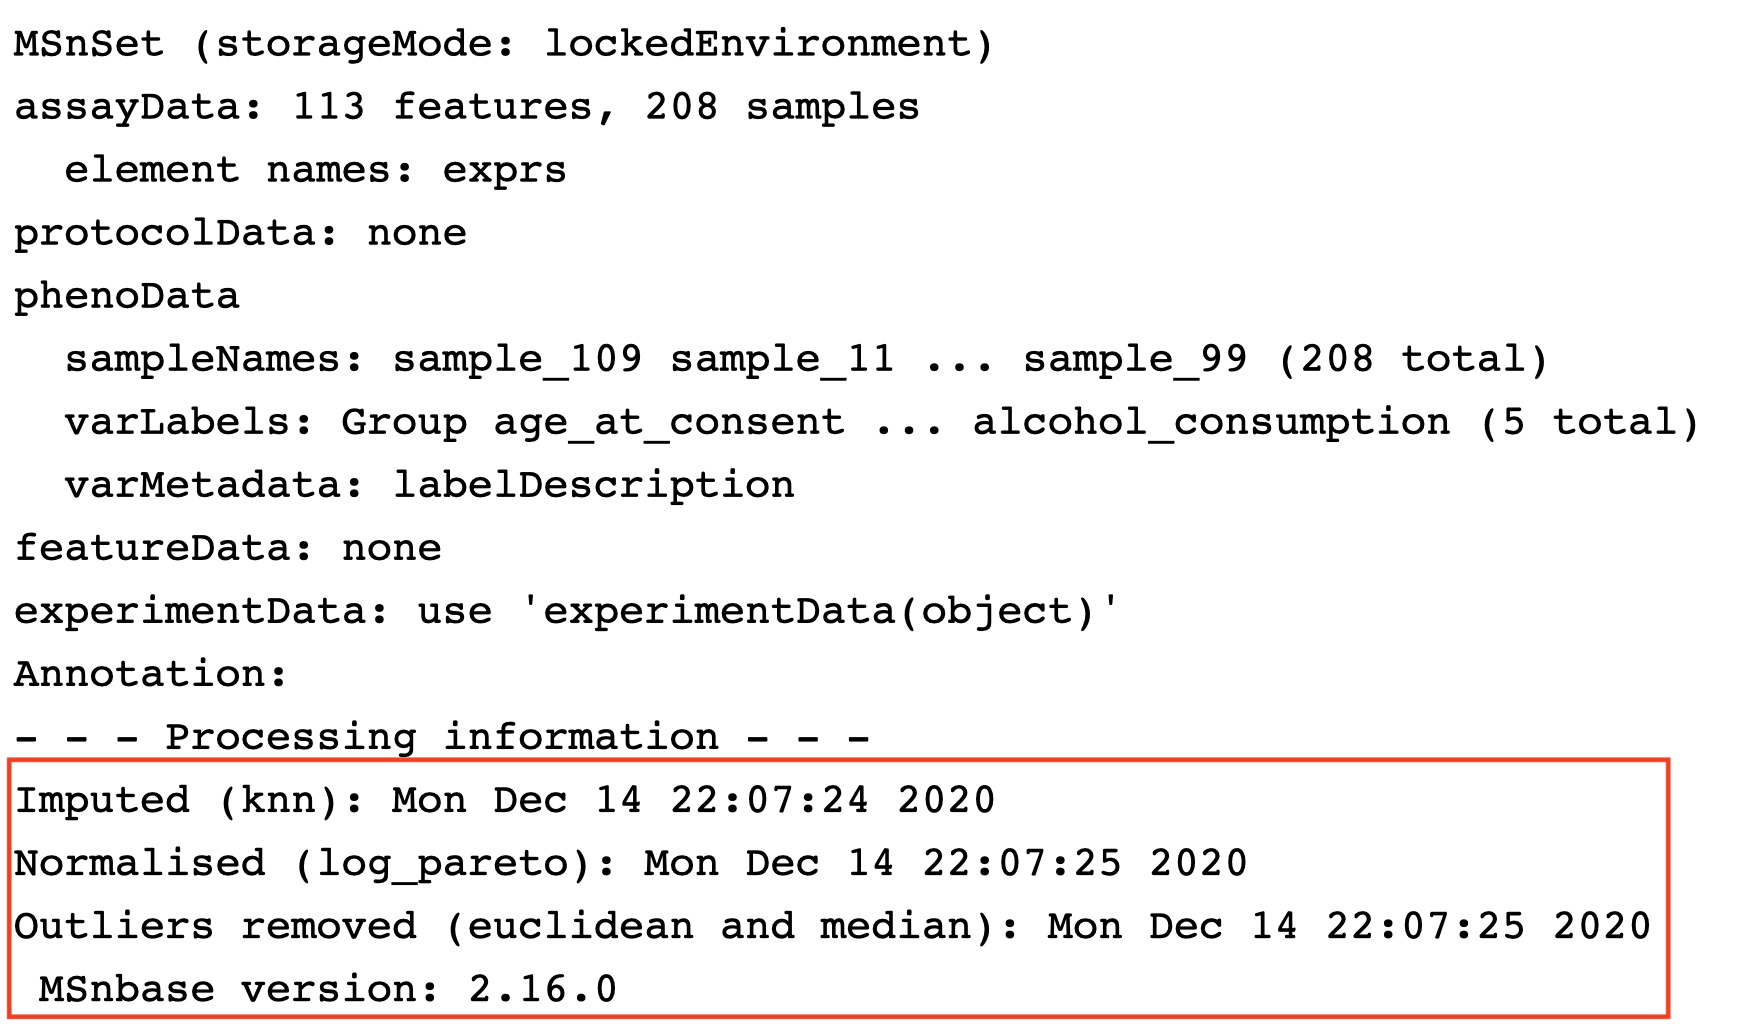 MSnSet (storageMode: lockedEnvironment)
assayData: 113 features, 208 samples
  element names: exprs
protocolData: none
phenoData
  sampleNames: sample_109 sample_11 ... sample_99 (208 total)
  varLabels: Group age_at_consent ... alcohol_consumption (5 total)
  varMetadata: labelDescription
featureData: none
experimentData: use 'experimentData(object)'
Annotation:
- - - Processing information - - -
Imputed (knn): Mon Dec 14 22:07:24 2020
Normalised (log_pareto): Mon Dec 14 22:07:25 2020
Outliers removed (euclidean and median): Mon Dec 14 22:07:25 2020
 MSnbase version: 2.16.0